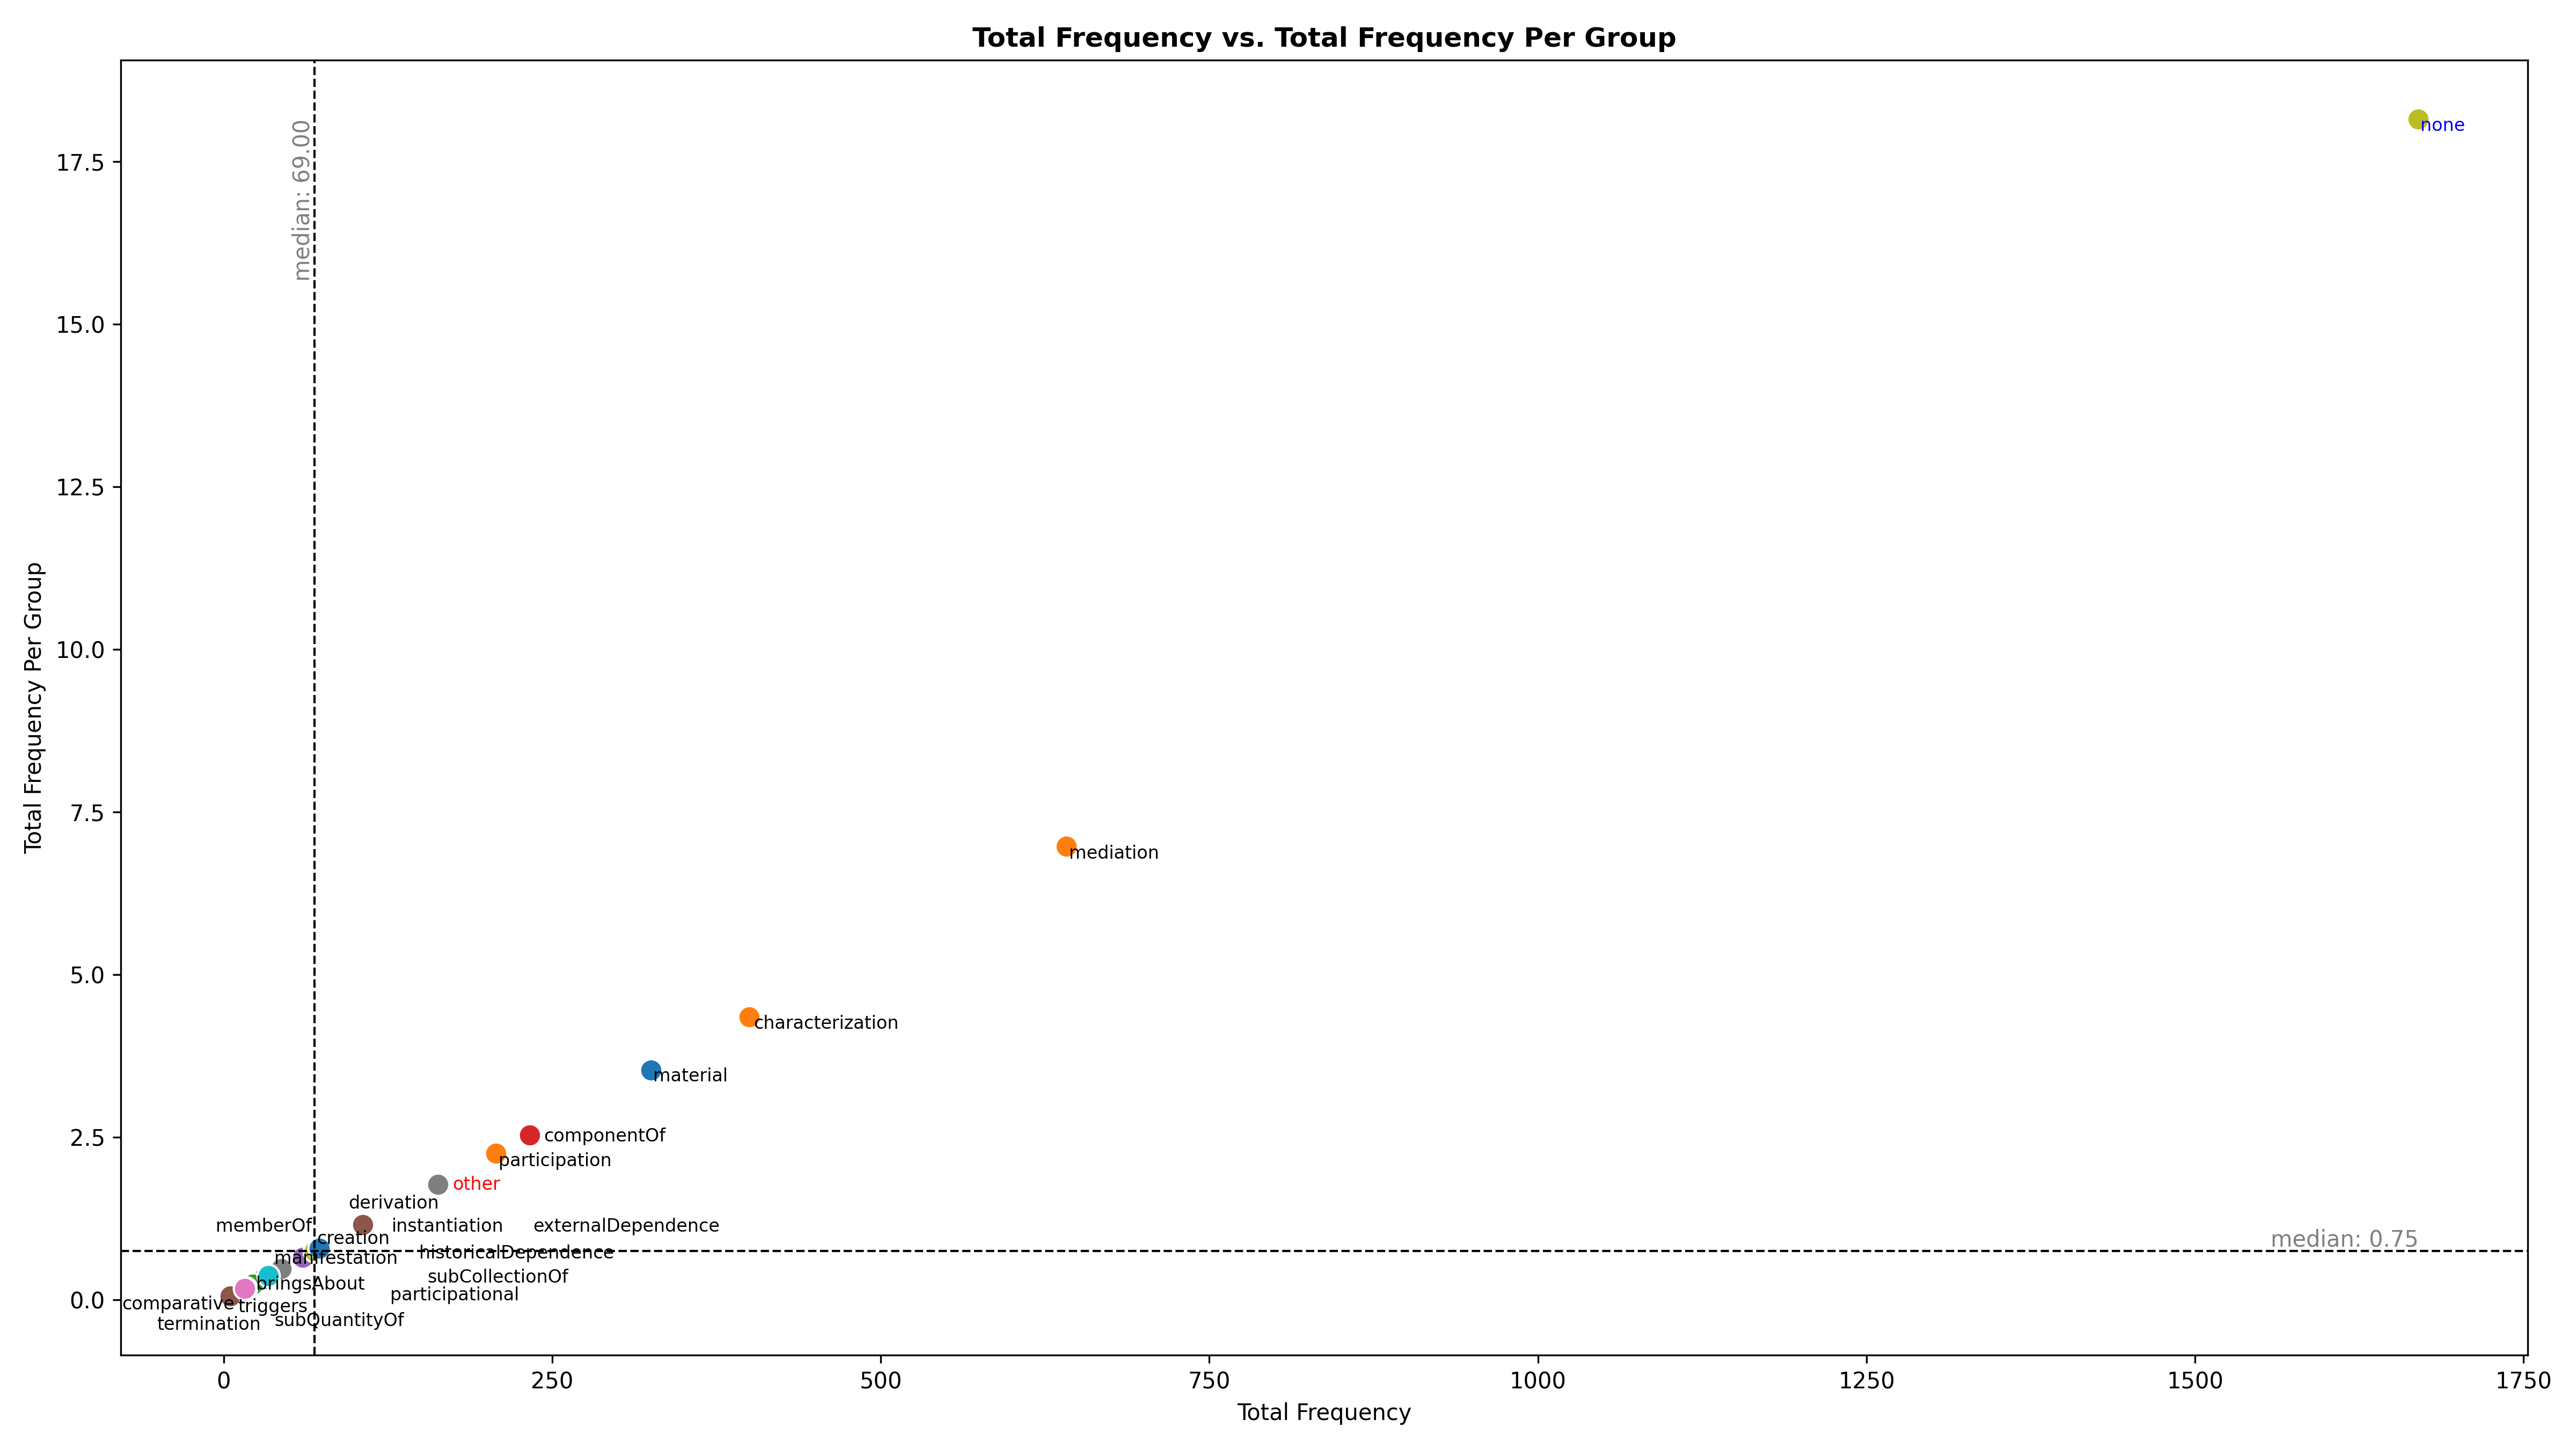 Total Frequency vs. Total Frequency Per Group
Total Frequency Per Group
17.5
15.0
12.5
10.0
7.5
5.0
2.5
0.0
median: 69.00
none
mediation
characterization
material
componentOf
participation
other
derivation
memberOf
instantiation
externalDependence
creation
median: 0.75
historicalDependence
manifestation
subCollectionOf
bringsAbout
participational
comparative
triggers
subQuantityOf
termination
0
250
500
750
1000
1250
1500
1750
Total Frequency